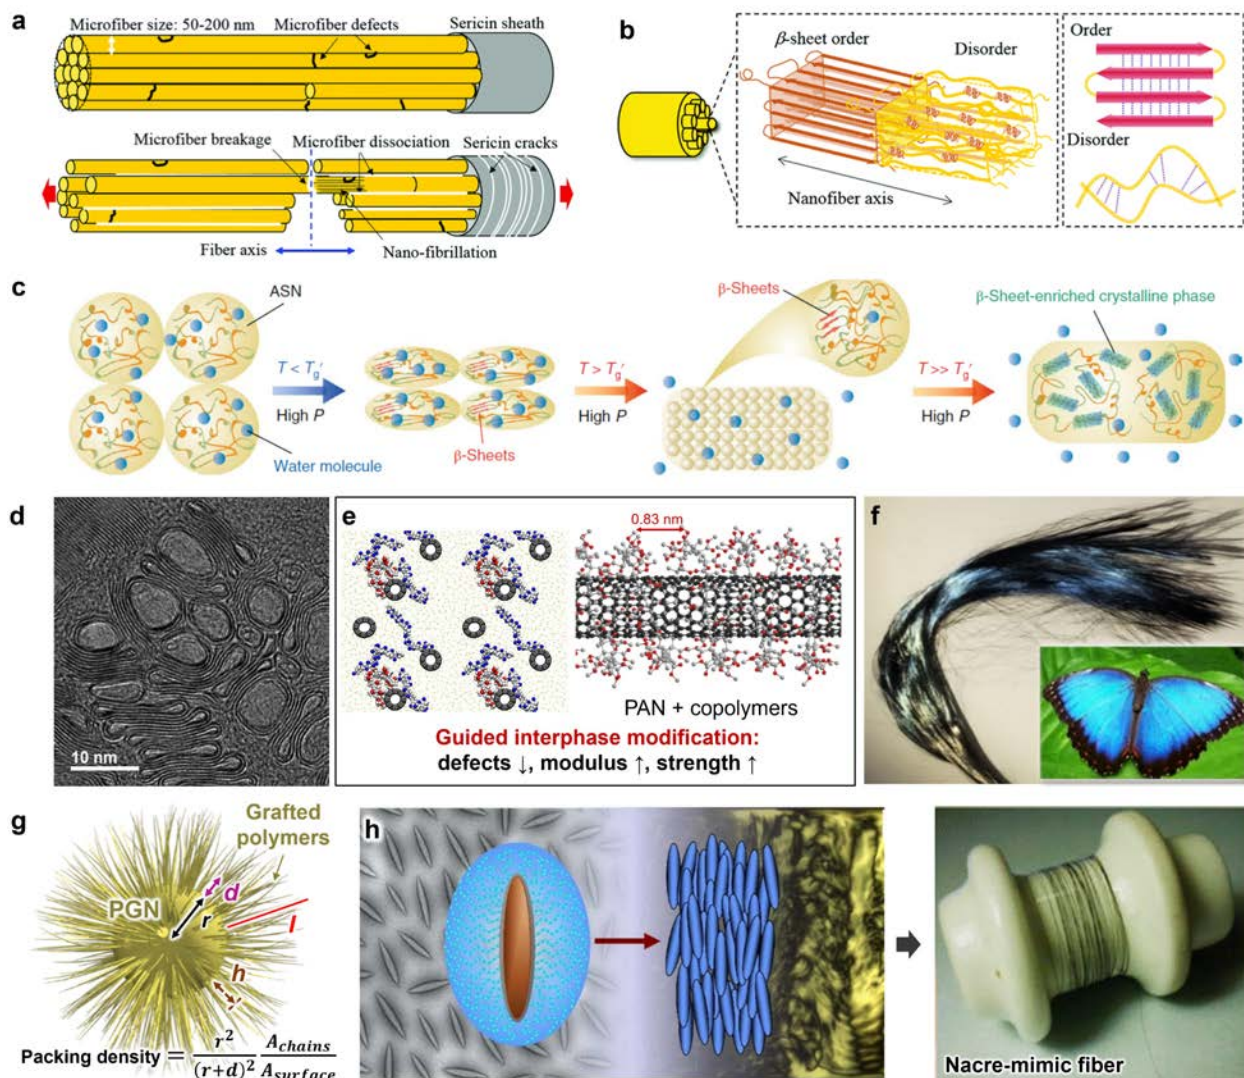 a
Microfiber size: 50-200 nm
Microfiber defects
Sericin sheath
Microfiber breakage
Microfiber dissociation
Sericin cracks
Fiber axis
Nano-fibrillation
b
β-sheet order
Disorder
Nanofiber axis
Order
Disorder
c
ASN
Water molecule
T < Tg′
High P
β-Sheets
T > Tg′
High P
β-Sheets
T >> Tg′
High P
β-Sheet-enriched crystalline phase
d
10 nm
e
0.83 nm
PAN + copolymers
Guided interphase modification:
defects ↓, modulus ↑, strength ↑
f
g
Grafted
polymers
PGN
d
r
l
h
Packing density = r² / (r+d)² A_chains / A_surface
h
Nacre-mimic fiber